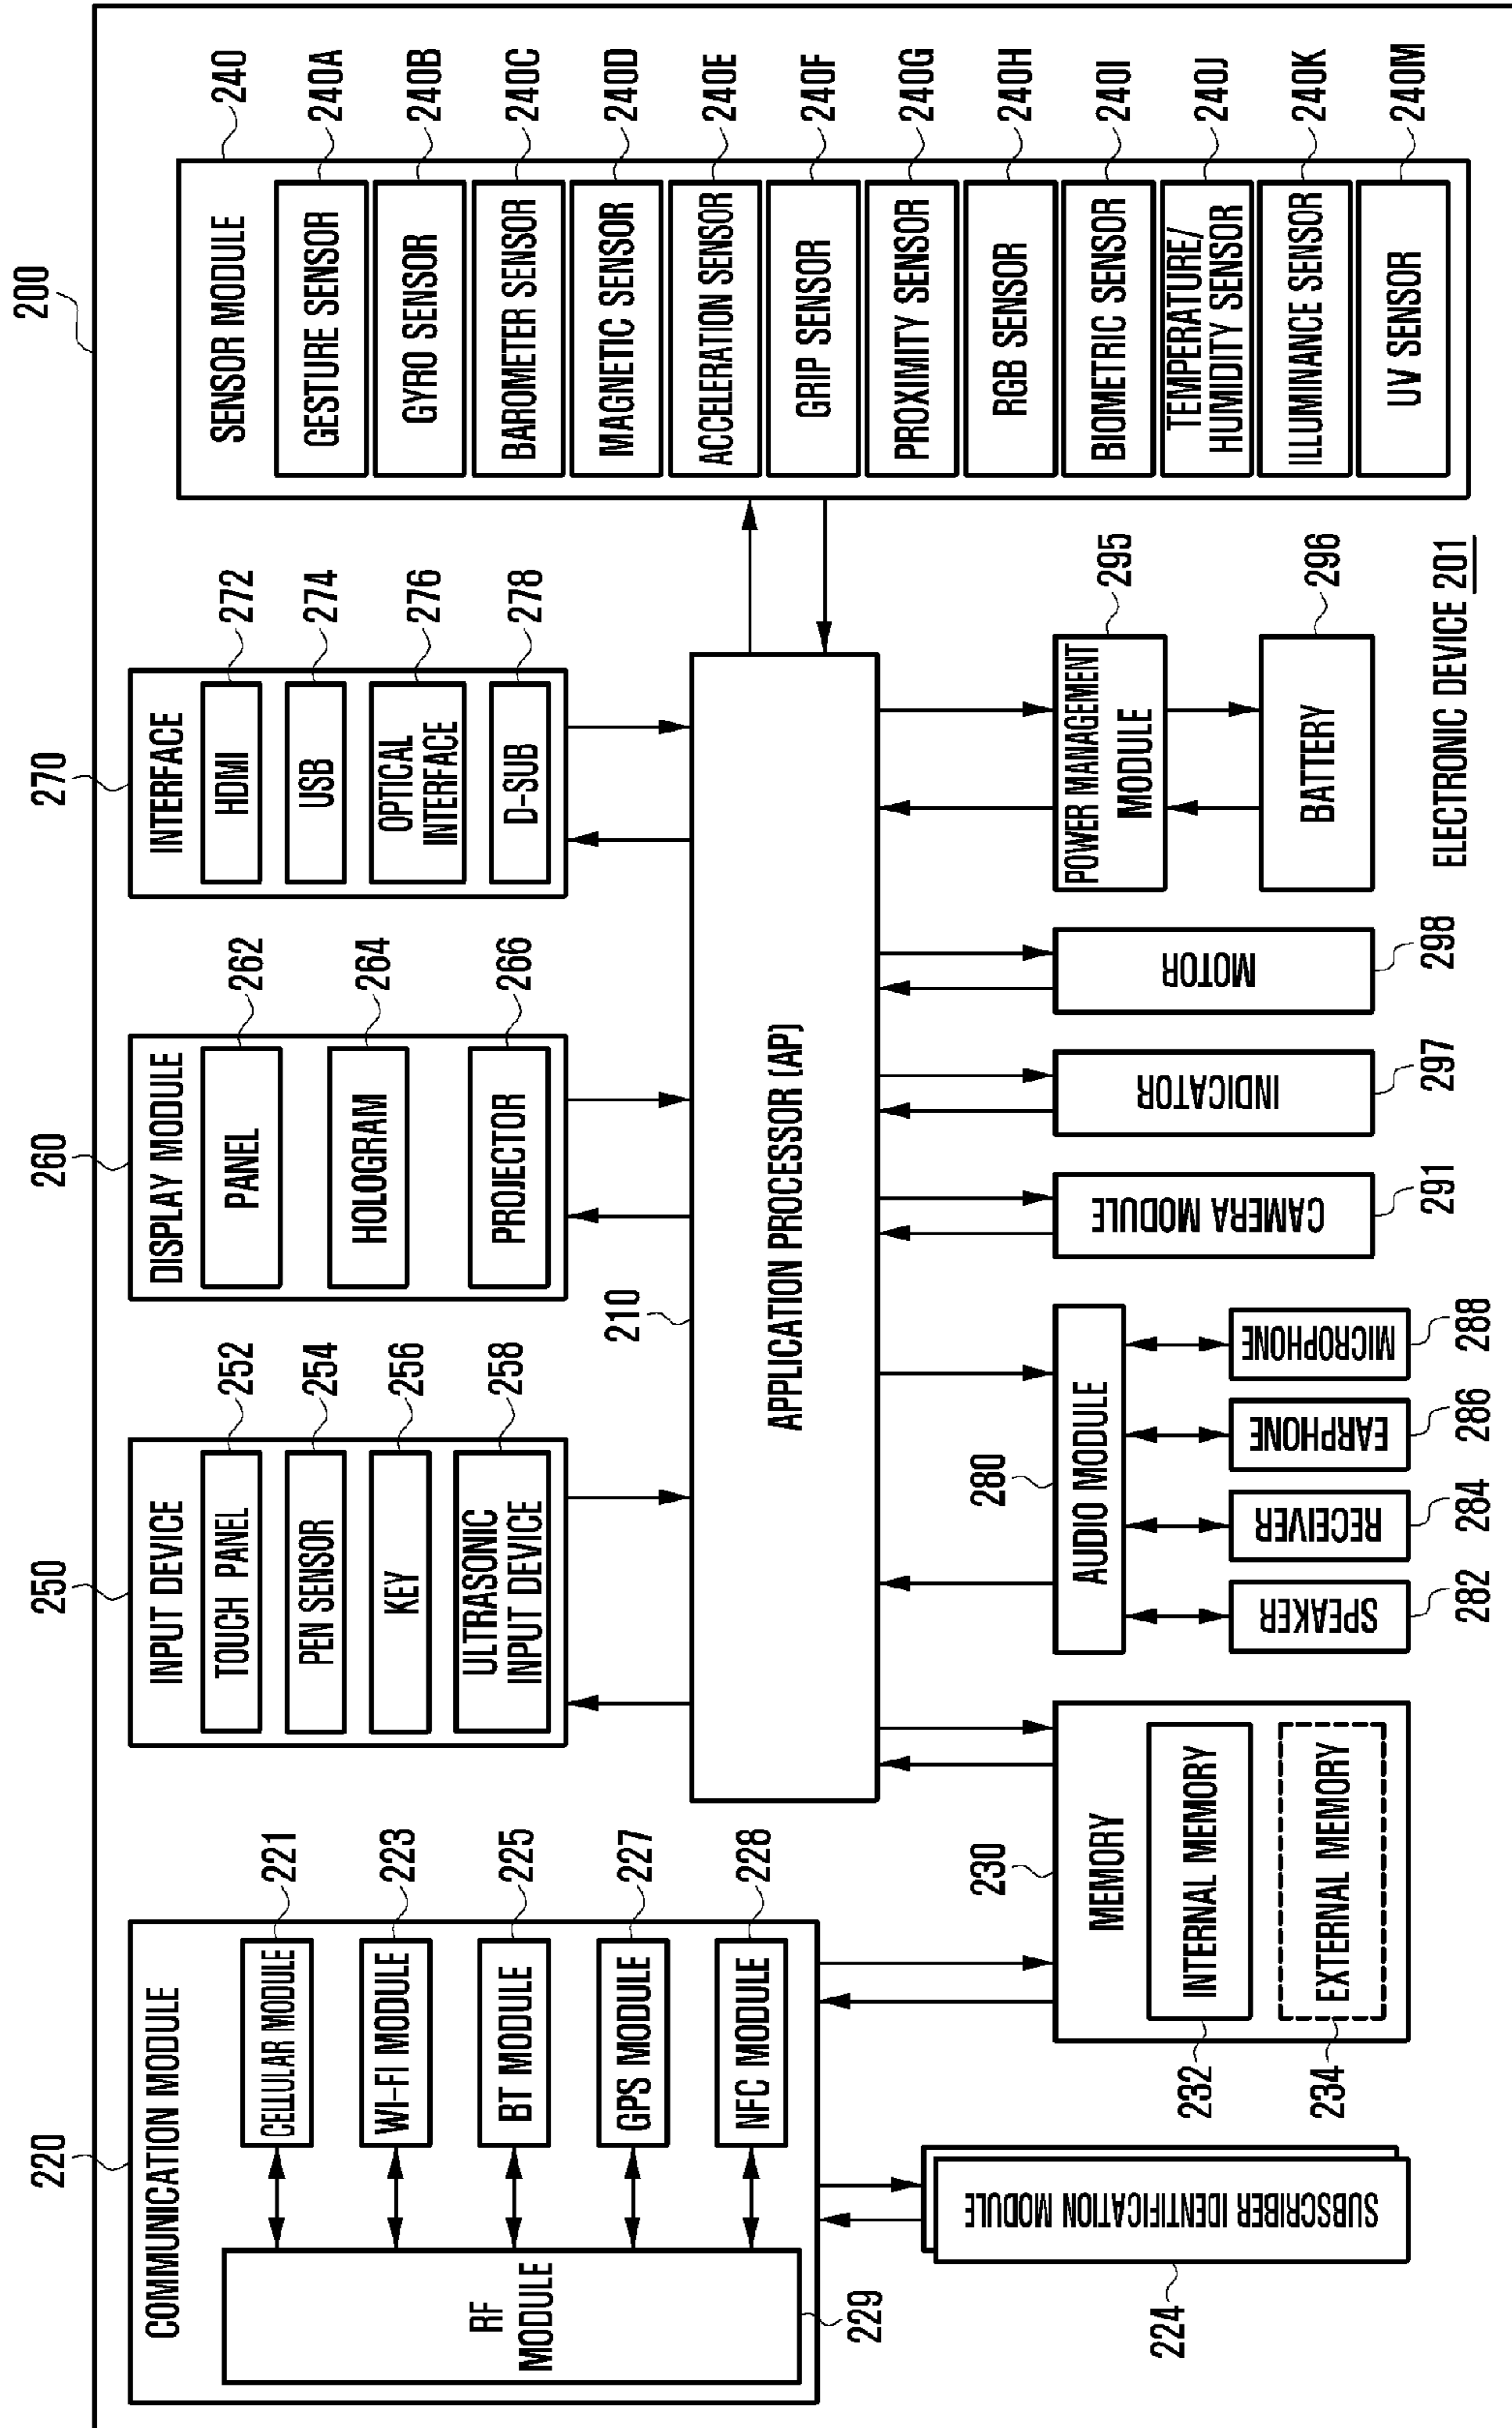 200
220
COMMUNICATION MODULE
RF
MODULE
229
CELLULAR MODULE
221
WI-FI MODULE
223
BT MODULE
225
GPS MODULE
227
NFC MODULE
228
SUBSCRIBER IDENTIFICATION MODULE
224
250
INPUT DEVICE
TOUCH PANEL
252
PEN SENSOR
254
KEY
256
ULTRASONIC
INPUT DEVICE
258
260
DISPLAY MODULE
PANEL
262
HOLOGRAM
264
PROJECTOR
266
270
INTERFACE
HDMI
272
USB
274
OPTICAL
INTERFACE
276
D-SUB
278
240
SENSOR MODULE
GESTURE SENSOR
240A
GYRO SENSOR
240B
BAROMETER SENSOR
240C
MAGNETIC SENSOR
240D
ACCELERATION SENSOR
240E
GRIP SENSOR
240F
PROXIMITY SENSOR
240G
RGB SENSOR
240H
BIOMETRIC SENSOR
240I
TEMPERATURE/
HUMIDITY SENSOR
240J
ILLUMINANCE SENSOR
240K
UV SENSOR
240M
210
APPLICATION PROCESSOR (AP)
230
MEMORY
INTERNAL MEMORY
232
EXTERNAL MEMORY
234
280
AUDIO MODULE
SPEAKER
282
RECEIVER
284
EARPHONE
286
MICROPHONE
288
CAMERA MODULE
291
INDICATOR
297
MOTOR
298
POWER MANAGEMENT
MODULE
295
BATTERY
296
ELECTRONIC DEVICE 201